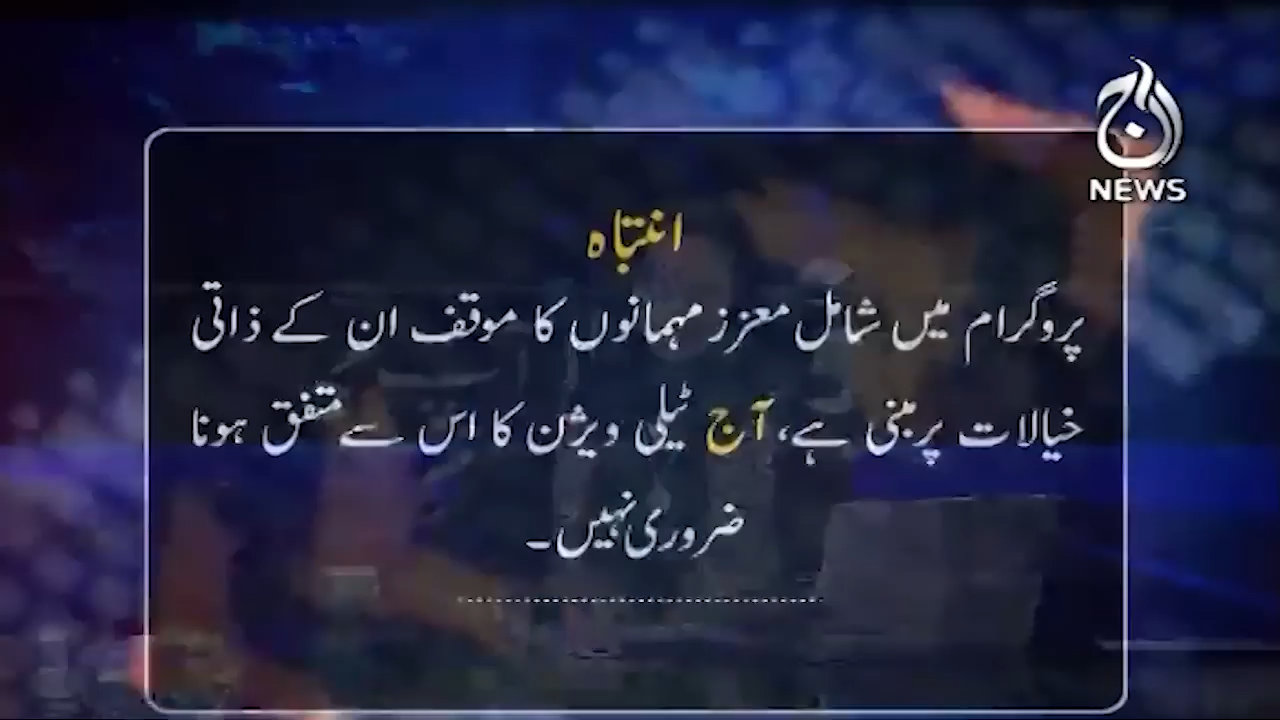 آج
NEWS
انتباہ
پروگرام میں شامل معزز مہمانوں کا موقف ان کے ذاتی
خیالات پر مبنی ہے، آج ٹیلی ویژن کا اس سے متفق ہونا
ضروری نہیں۔